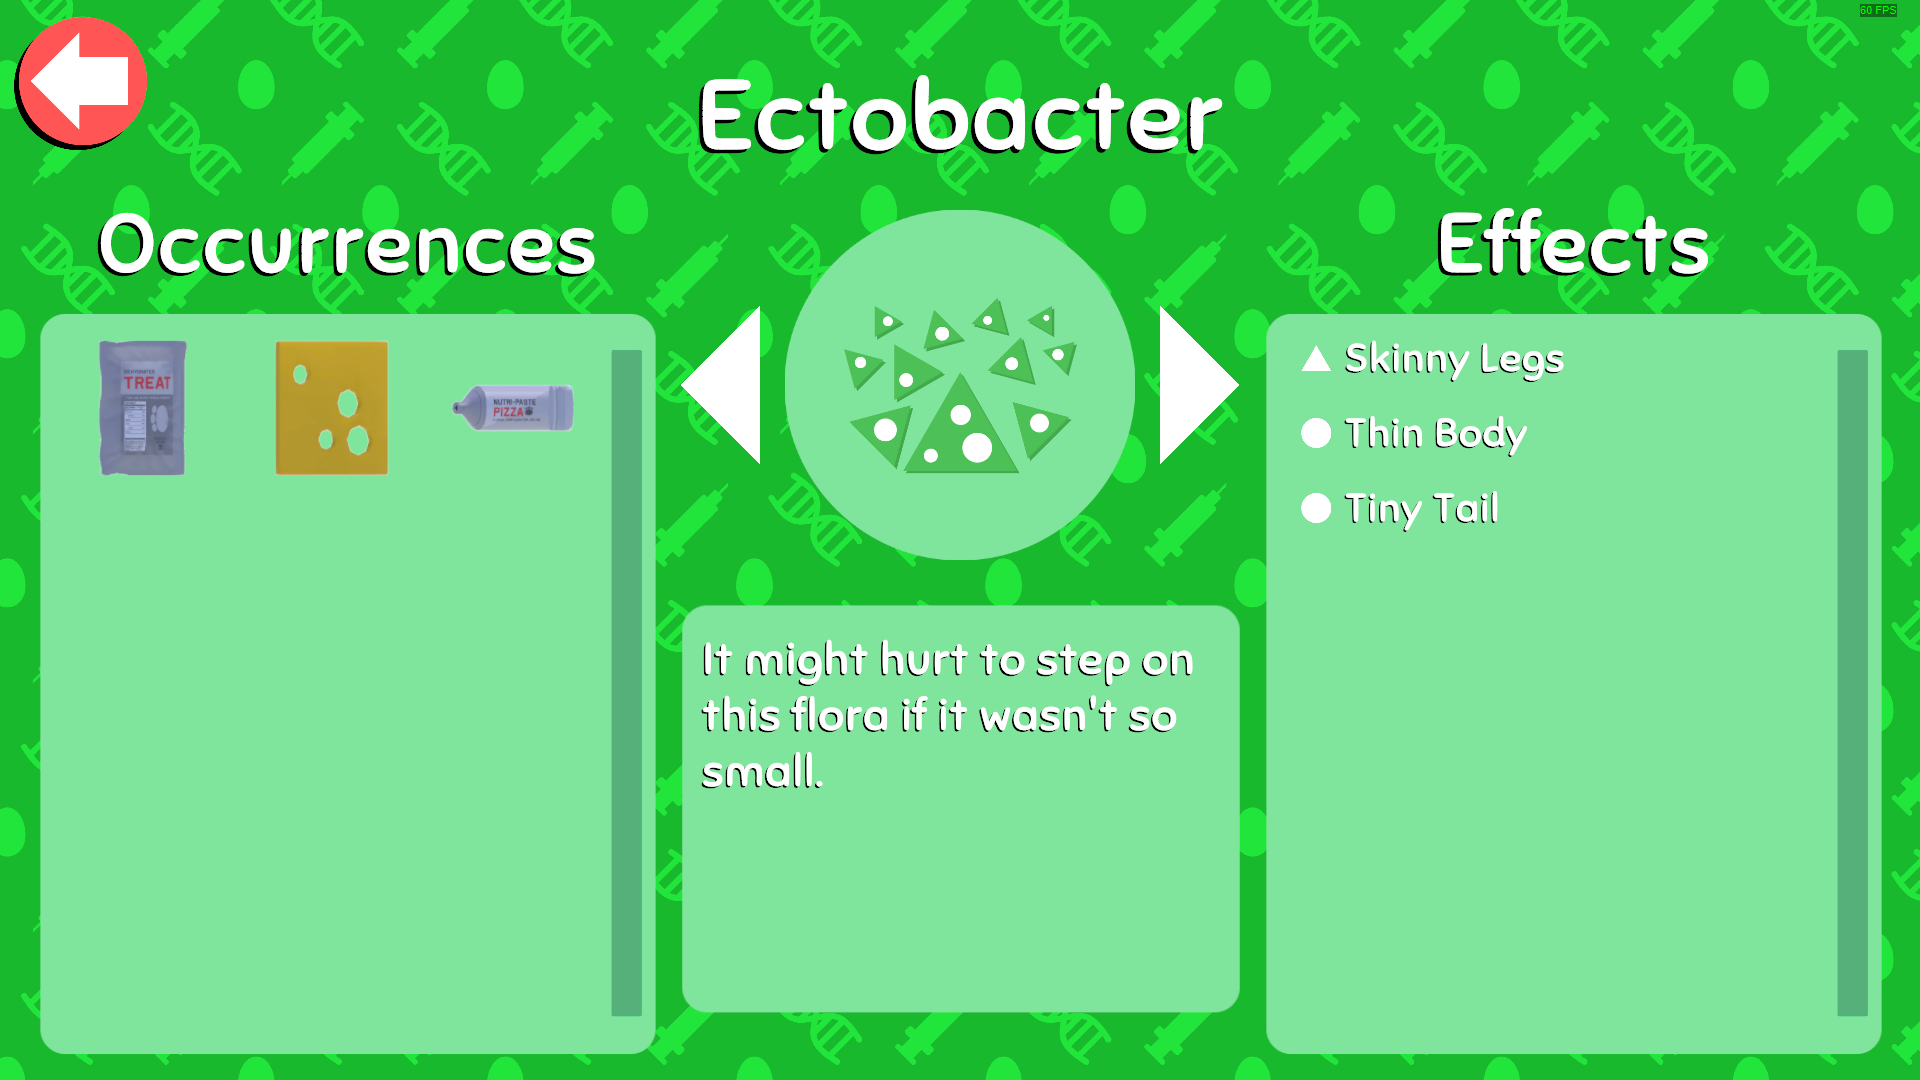 60 FPS
Ectobacter
Occurrences
Effects
TREAT
NUTRI-PASTE
PIZZA
Skinny Legs
Thin Body
Tiny Tail
It might hurt to step on
this flora if it wasn't so
small.